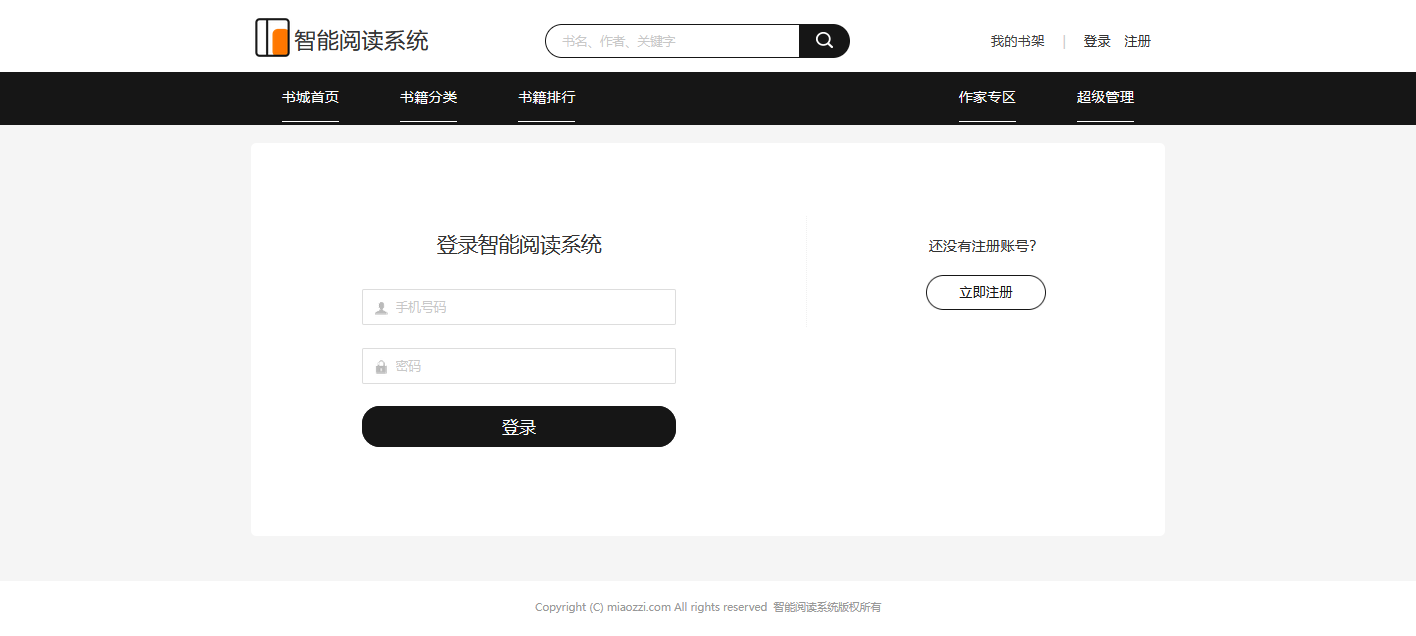 智能阅读系统
书名、作者、关键字
我的书架 | 登录 注册
书城首页 书籍分类 书籍排行 作家专区 超级管理
登录智能阅读系统
手机号码
密码
登录
还没有注册账号？
立即注册
Copyright (C) miaozzi.com All rights reserved 智能阅读系统版权所有